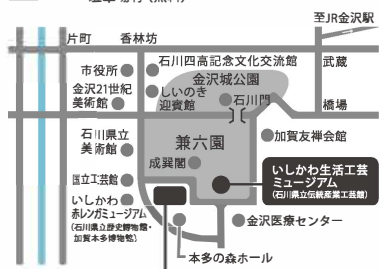 至JR金沢駅
片町
香林坊
武蔵
市役所
石川四高記念文化交流館
金沢城公園
金沢21世紀
美術館
しいのき
迎賓館
石川門
橋場
石川県立
美術館
兼六園
加賀友禅会館
成巽閣
いしかわ生活工芸
ミュージアム
(石川県立伝統産業工芸館)
国立工芸館
いしかわ
赤レンガミュージアム
(石川県立歴史博物館・
加賀本多博物館)
金沢医療センター
本多の森ホール